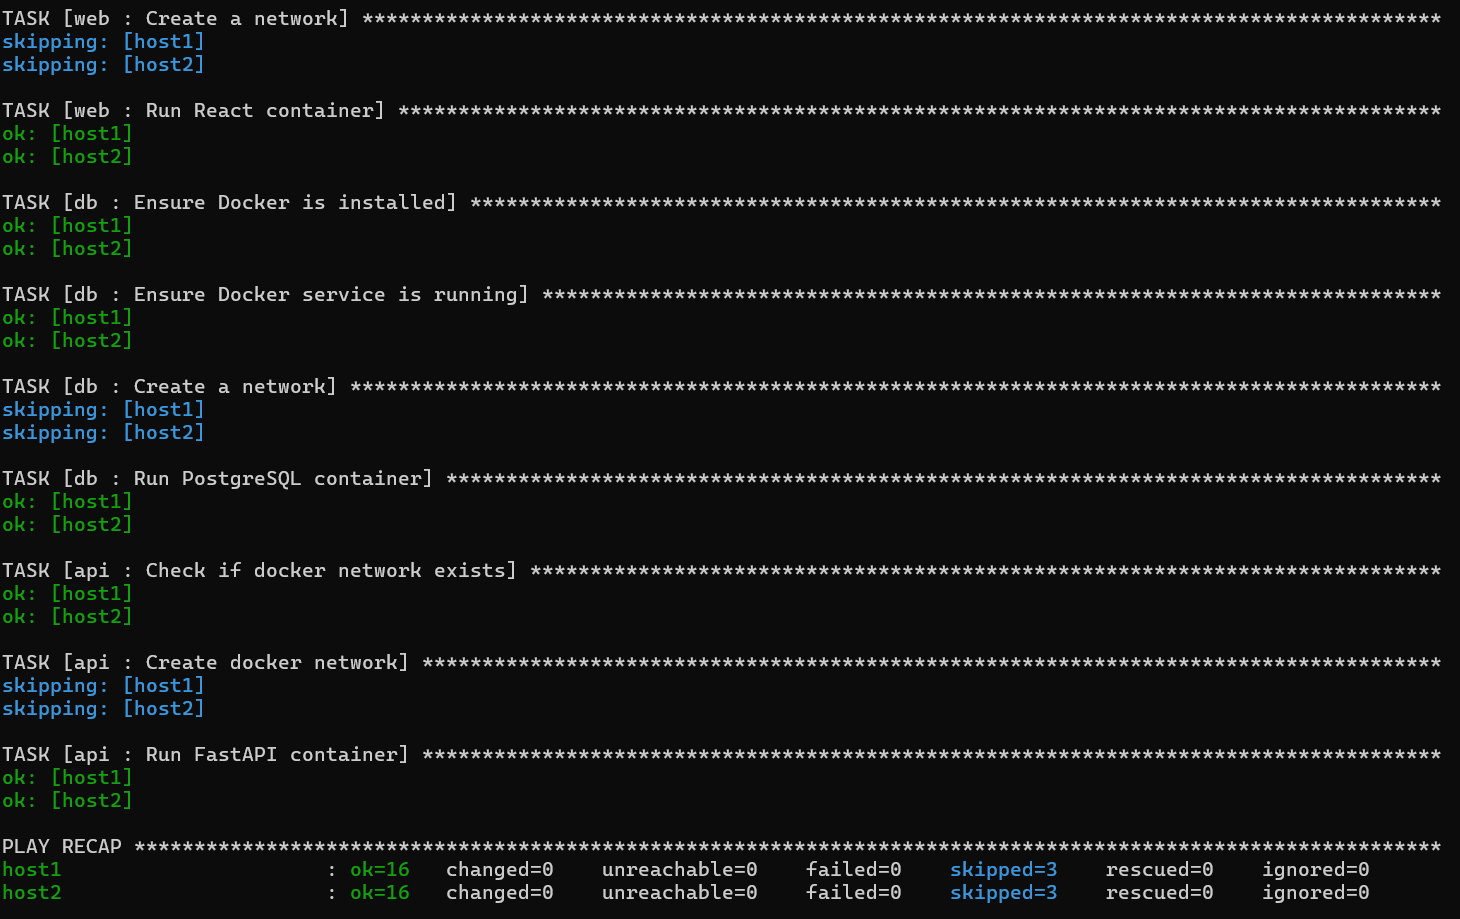 TASK [web : Create a network] ******************************************************************************************
skipping: [host1]
skipping: [host2]
TASK [web : Run React container] ***************************************************************************************
ok: [host1]
ok: [host2]
TASK [db : Ensure Docker is installed] *********************************************************************************
ok: [host1]
ok: [host2]
TASK [db : Ensure Docker service is running] ***************************************************************************
ok: [host1]
ok: [host2]
TASK [db : Create a network] *******************************************************************************************
skipping: [host1]
skipping: [host2]
TASK [db : Run PostgreSQL container] ***********************************************************************************
ok: [host1]
ok: [host2]
TASK [api : Check if docker network exists] ****************************************************************************
ok: [host1]
ok: [host2]
TASK [api : Create docker network] *************************************************************************************
skipping: [host1]
skipping: [host2]
TASK [api : Run FastAPI container] *************************************************************************************
ok: [host1]
ok: [host2]
PLAY RECAP *************************************************************************************************************
host1                      : ok=16   changed=0    unreachable=0    failed=0    skipped=3    rescued=0    ignored=0
host2                      : ok=16   changed=0    unreachable=0    failed=0    skipped=3    rescued=0    ignored=0